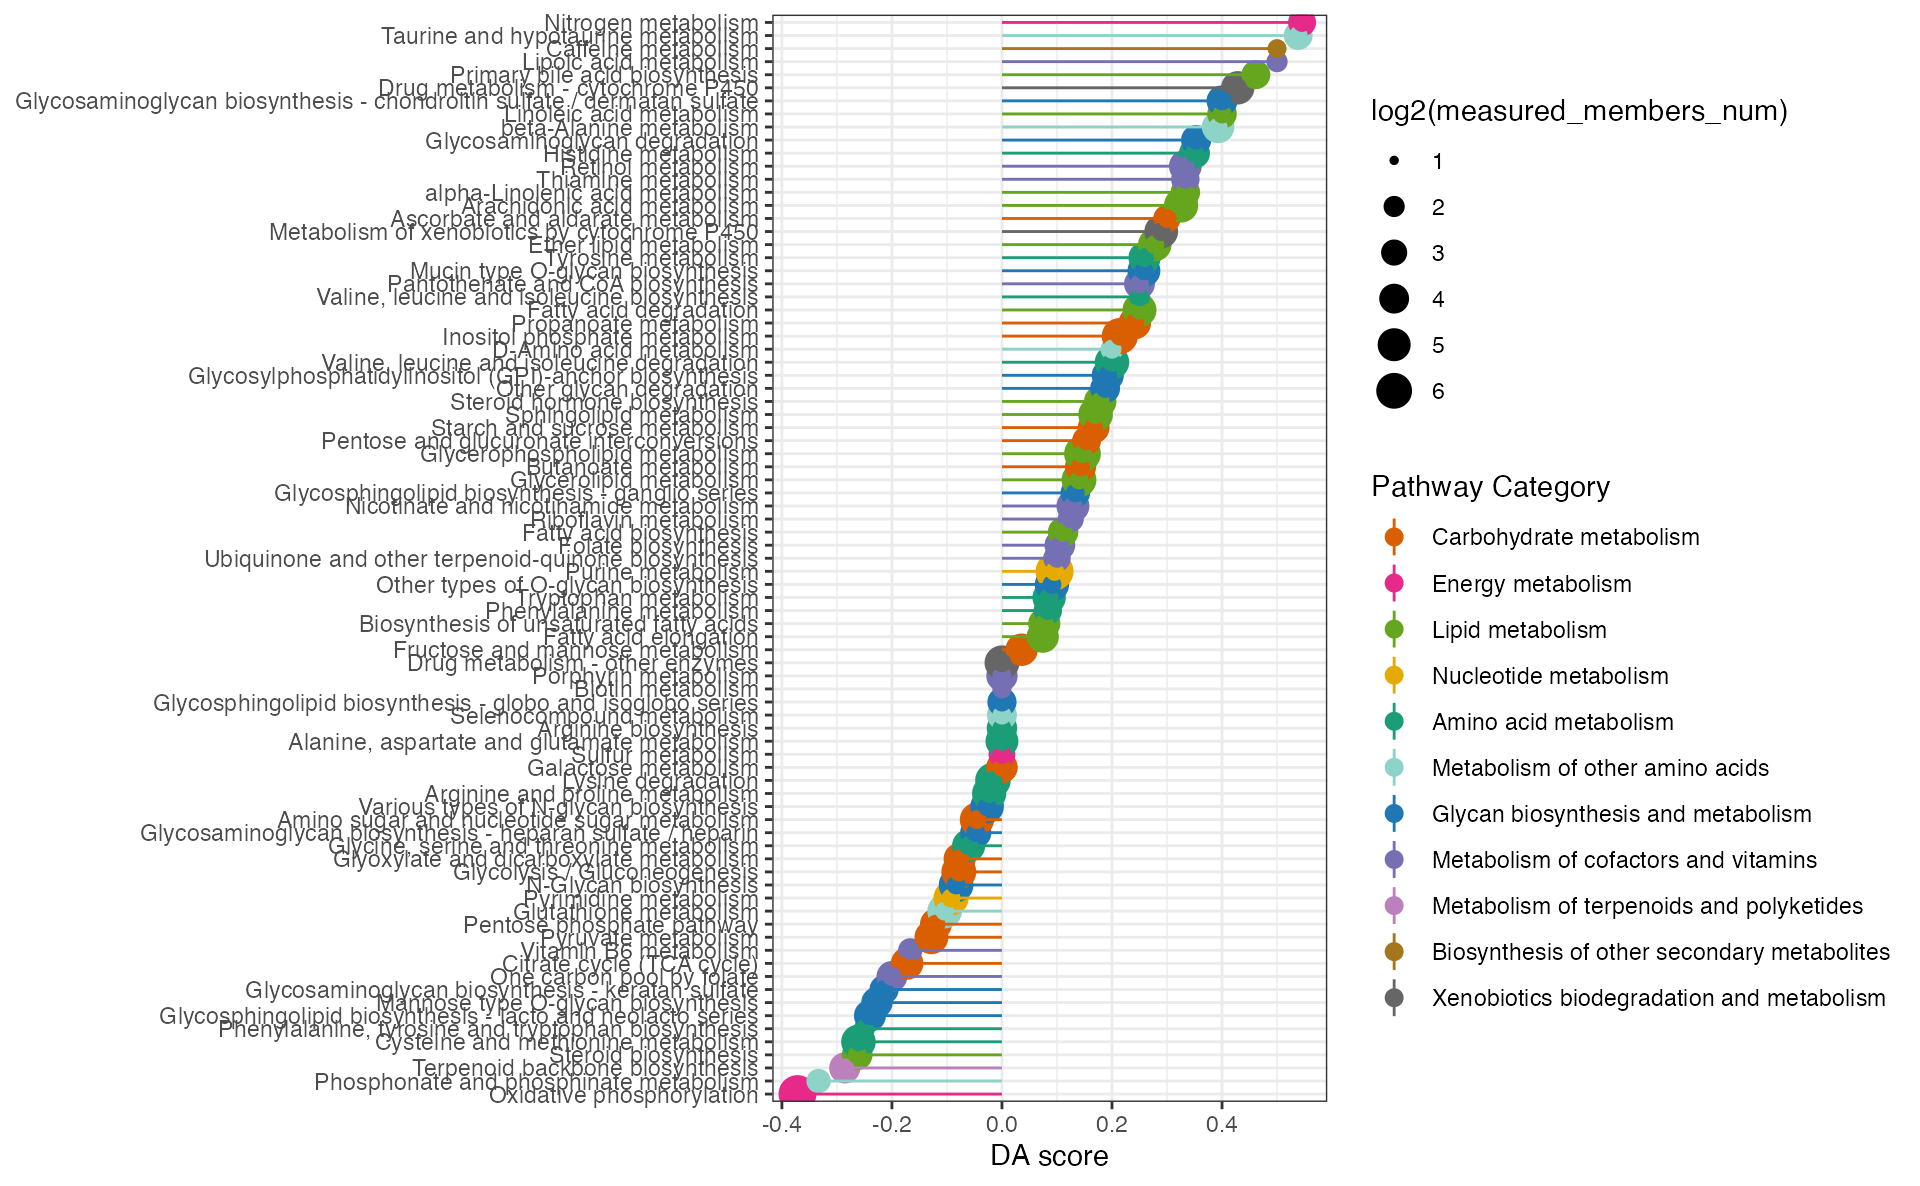 Nitrogen metabolism
Taurine and hypotaurine metabolism
Caffeine metabolism
Lipoic acid metabolism
Primary bile acid biosynthesis
Drug metabolism - cytochrome P450
Glycosaminoglycan biosynthesis - chondroitin sulfate / dermatan sulfate
Linoleic acid metabolism
beta-Alanine metabolism
Glycosaminoglycan degradation
Histidine metabolism
Retinol metabolism
Thiamine metabolism
alpha-Linolenic acid metabolism
Arachidonic acid metabolism
Ascorbate and aldarate metabolism
Metabolism of xenobiotics by cytochrome P450
Ether lipid metabolism
Tyrosine metabolism
Mucin type O-glycan biosynthesis
Pantothenate and CoA biosynthesis
Valine, leucine and isoleucine biosynthesis
Fatty acid degradation
Propanoate metabolism
Inositol phosphate metabolism
D-Amino acid metabolism
Valine, leucine and isoleucine degradation
Glycosylphosphatidylinositol (GPI)-anchor biosynthesis
Other glycan degradation
Steroid hormone biosynthesis
Sphingolipid metabolism
Starch and sucrose metabolism
Pentose and glucuronate interconversions
Glycerophospholipid metabolism
Butanoate metabolism
Glycerolipid metabolism
Glycosphingolipid biosynthesis - ganglio series
Nicotinate and nicotinamide metabolism
Riboflavin metabolism
Fatty acid biosynthesis
Folate biosynthesis
Ubiquinone and other terpenoid-quinone biosynthesis
Purine metabolism
Other types of O-glycan biosynthesis
Tryptophan metabolism
Phenylalanine metabolism
Biosynthesis of unsaturated fatty acids
Fatty acid elongation
Fructose and mannose metabolism
Drug metabolism - other enzymes
Porphyrin metabolism
Biotin metabolism
Glycosphingolipid biosynthesis - globo and isoglobo series
Selenocompound metabolism
Arginine biosynthesis
Alanine, aspartate and glutamate metabolism
Sulfur metabolism
Galactose metabolism
Lysine degradation
Arginine and proline metabolism
Various types of N-glycan biosynthesis
Amino sugar and nucleotide sugar metabolism
Glycosaminoglycan biosynthesis - heparan sulfate / heparin
Glycine, serine and threonine metabolism
Glyoxylate and dicarboxylate metabolism
Glycolysis / Gluconeogenesis
N-Glycan biosynthesis
Pyrimidine metabolism
Glutathione metabolism
Pentose phosphate pathway
Pyruvate metabolism
Vitamin B6 metabolism
Citrate cycle (TCA cycle)
One carbon pool by folate
Glycosaminoglycan biosynthesis - keratan sulfate
Mannose type O-glycan biosynthesis
Glycosphingolipid biosynthesis - lacto and neolacto series
Phenylalanine, tyrosine and tryptophan biosynthesis
Cysteine and methionine metabolism
Steroid biosynthesis
Terpenoid backbone biosynthesis
Phosphonate and phosphinate metabolism
Oxidative phosphorylation
-0.4 -0.2 0.0 0.2 0.4
DA score
log2(measured_members_num)
1
2
3
4
5
6
Pathway Category
Carbohydrate metabolism
Energy metabolism
Lipid metabolism
Nucleotide metabolism
Amino acid metabolism
Metabolism of other amino acids
Glycan biosynthesis and metabolism
Metabolism of cofactors and vitamins
Metabolism of terpenoids and polyketides
Biosynthesis of other secondary metabolites
Xenobiotics biodegradation and metabolism